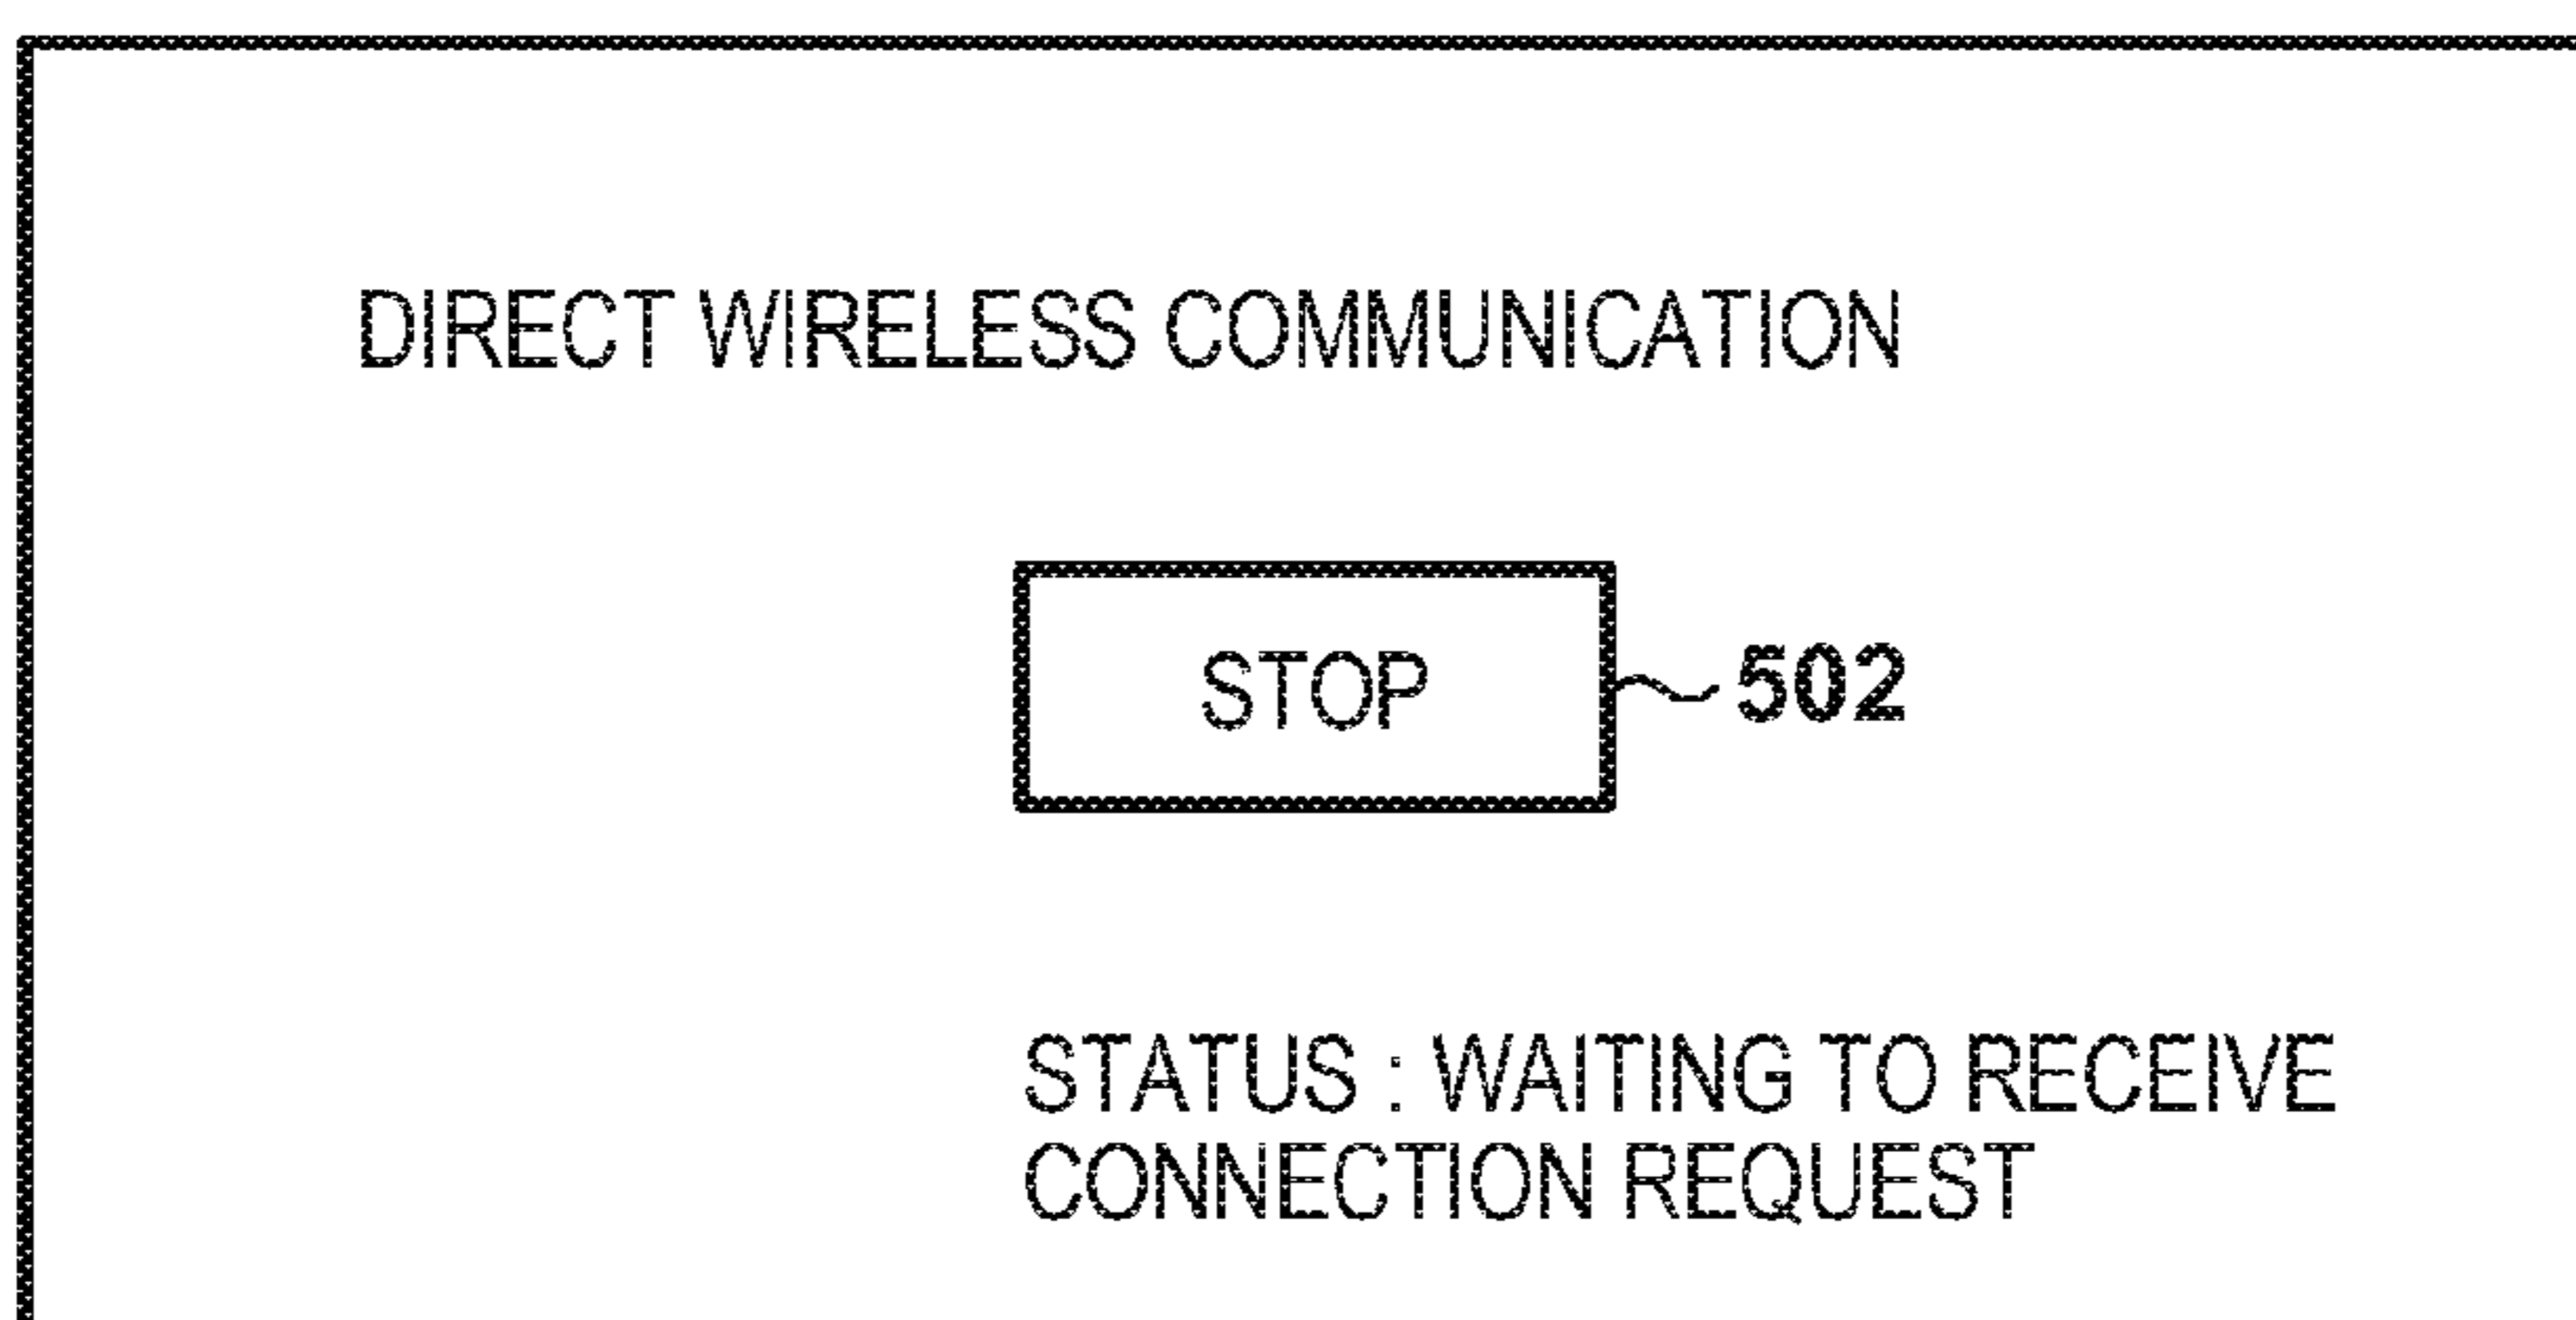 DIRECT WIRELESS COMMUNICATION
STOP 502
STATUS : WAITING TO RECEIVE
CONNECTION REQUEST